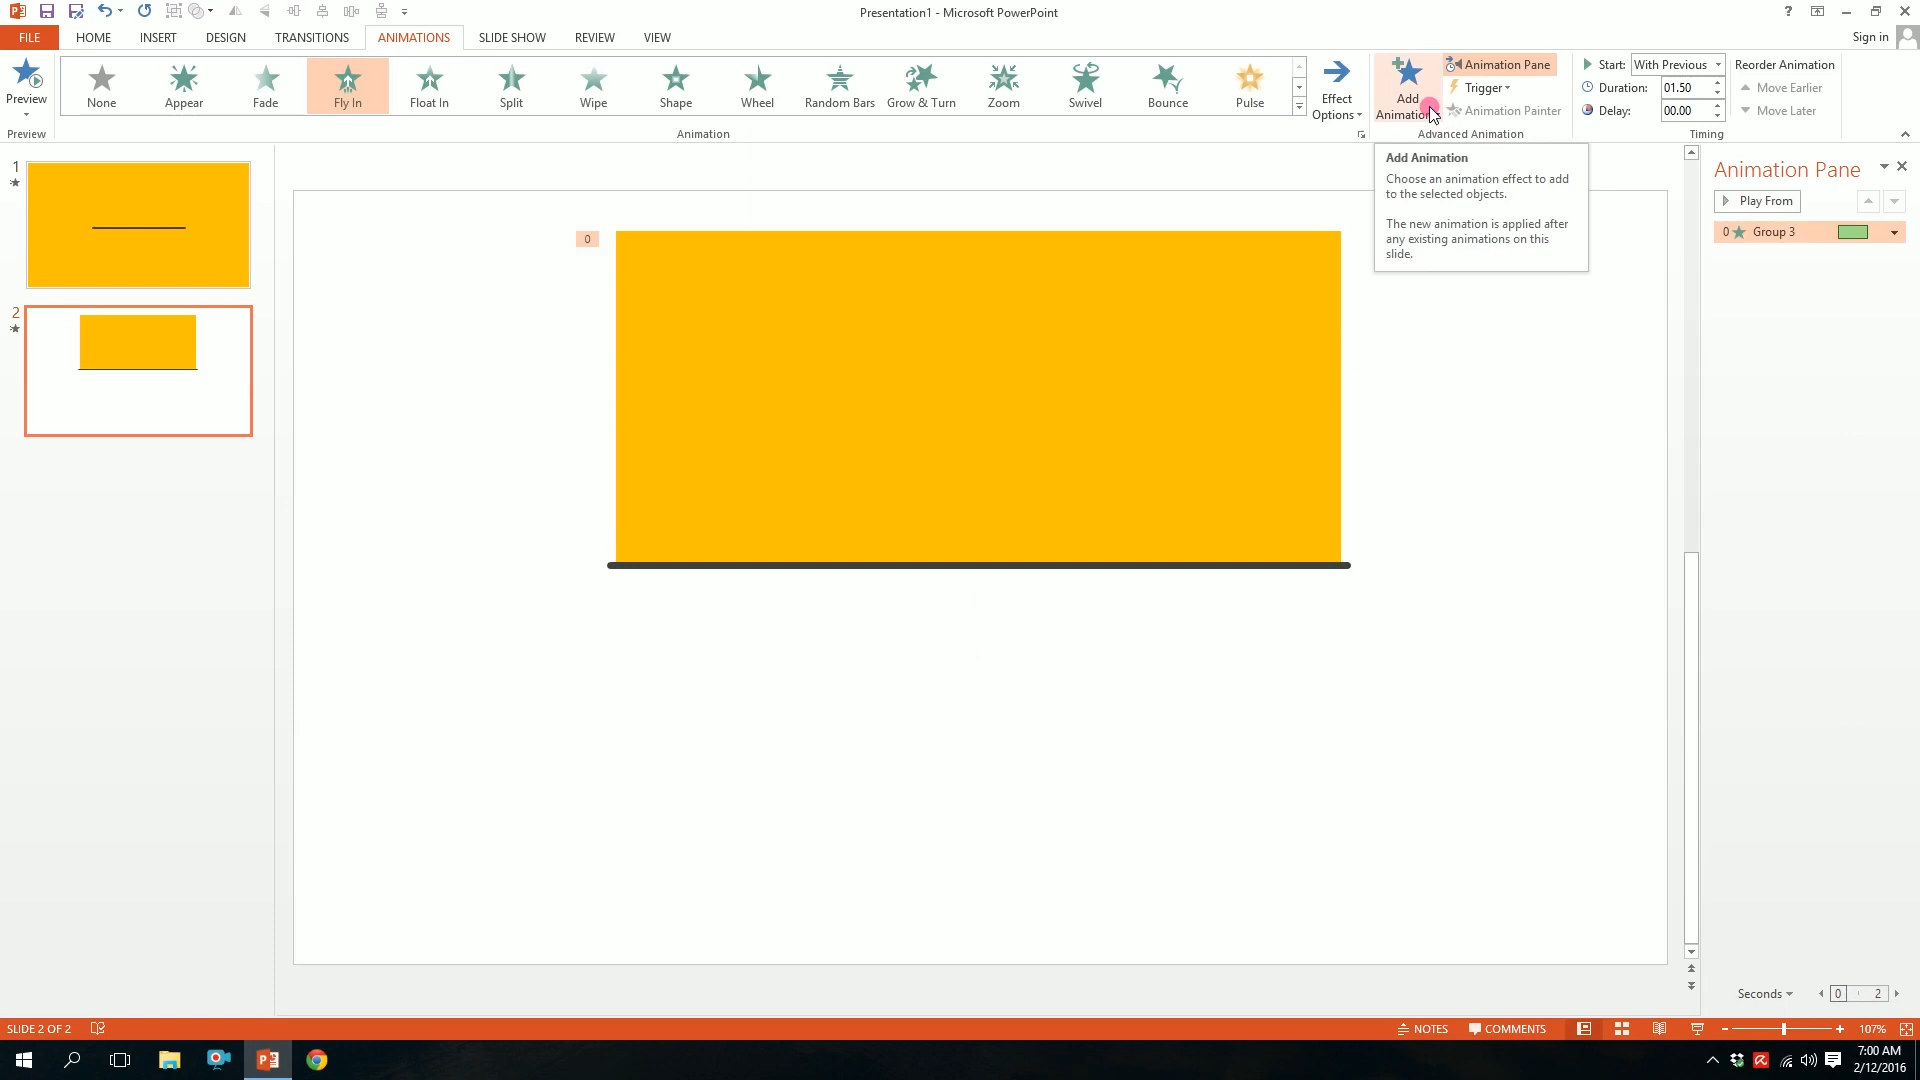 Presentation1 - Microsoft PowerPoint
FILE HOME INSERT DESIGN TRANSITIONS ANIMATIONS SLIDE SHOW REVIEW VIEW Sign in
Preview
None Appear Fade Fly In Float In Split Wipe Shape Wheel Random Bars Grow & Turn Zoom Swivel Bounce Pulse
Effect
Options
Add
Animation
Animation Pane
Trigger
Animation Painter
Start: With Previous
Duration: 01.50
Delay: 00.00
Reorder Animation
Move Earlier
Move Later
Preview Animation Advanced Animation Timing
Add Animation
Choose an animation effect to add
to the selected objects.
The new animation is applied after
any existing animations on this
slide.
Animation Pane
Play From
0 Group 3
1
2
0
Seconds 0 2
SLIDE 2 OF 2 NOTES COMMENTS 107%
7:00 AM
2/12/2016